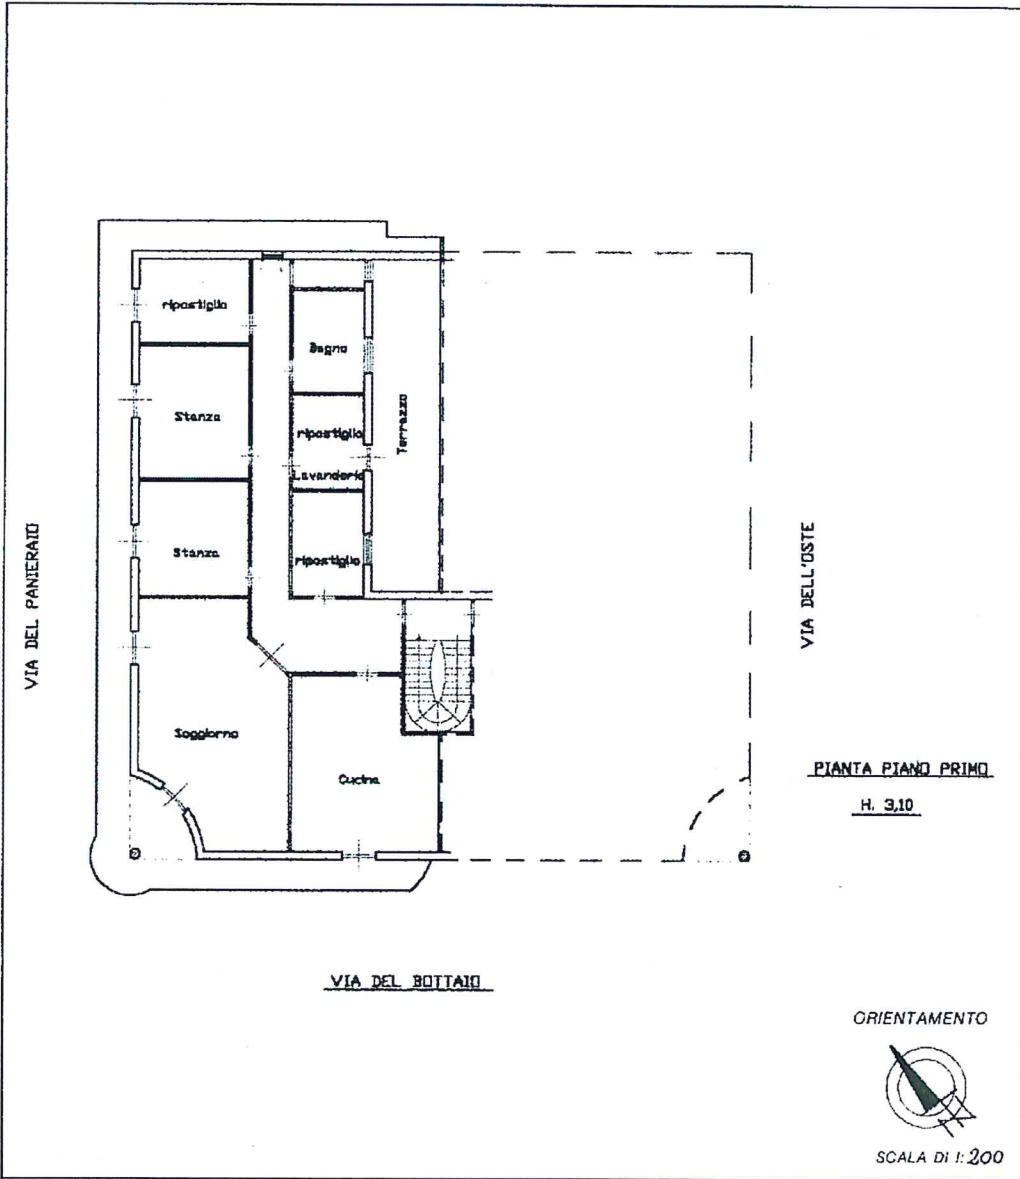 ripostiglio
Bagno
Stanza
ripostiglio
Lavanderia
Terrazzo
Stanza
ripostiglio
VIA DEL PANIERAIO
VIA DELL'OSTE
Soggiorno
Cucina
PIANTA PIANO PRIMO
H. 3,10
VIA DEL BOTTAIO
ORIENTAMENTO
SCALA DI 1:200